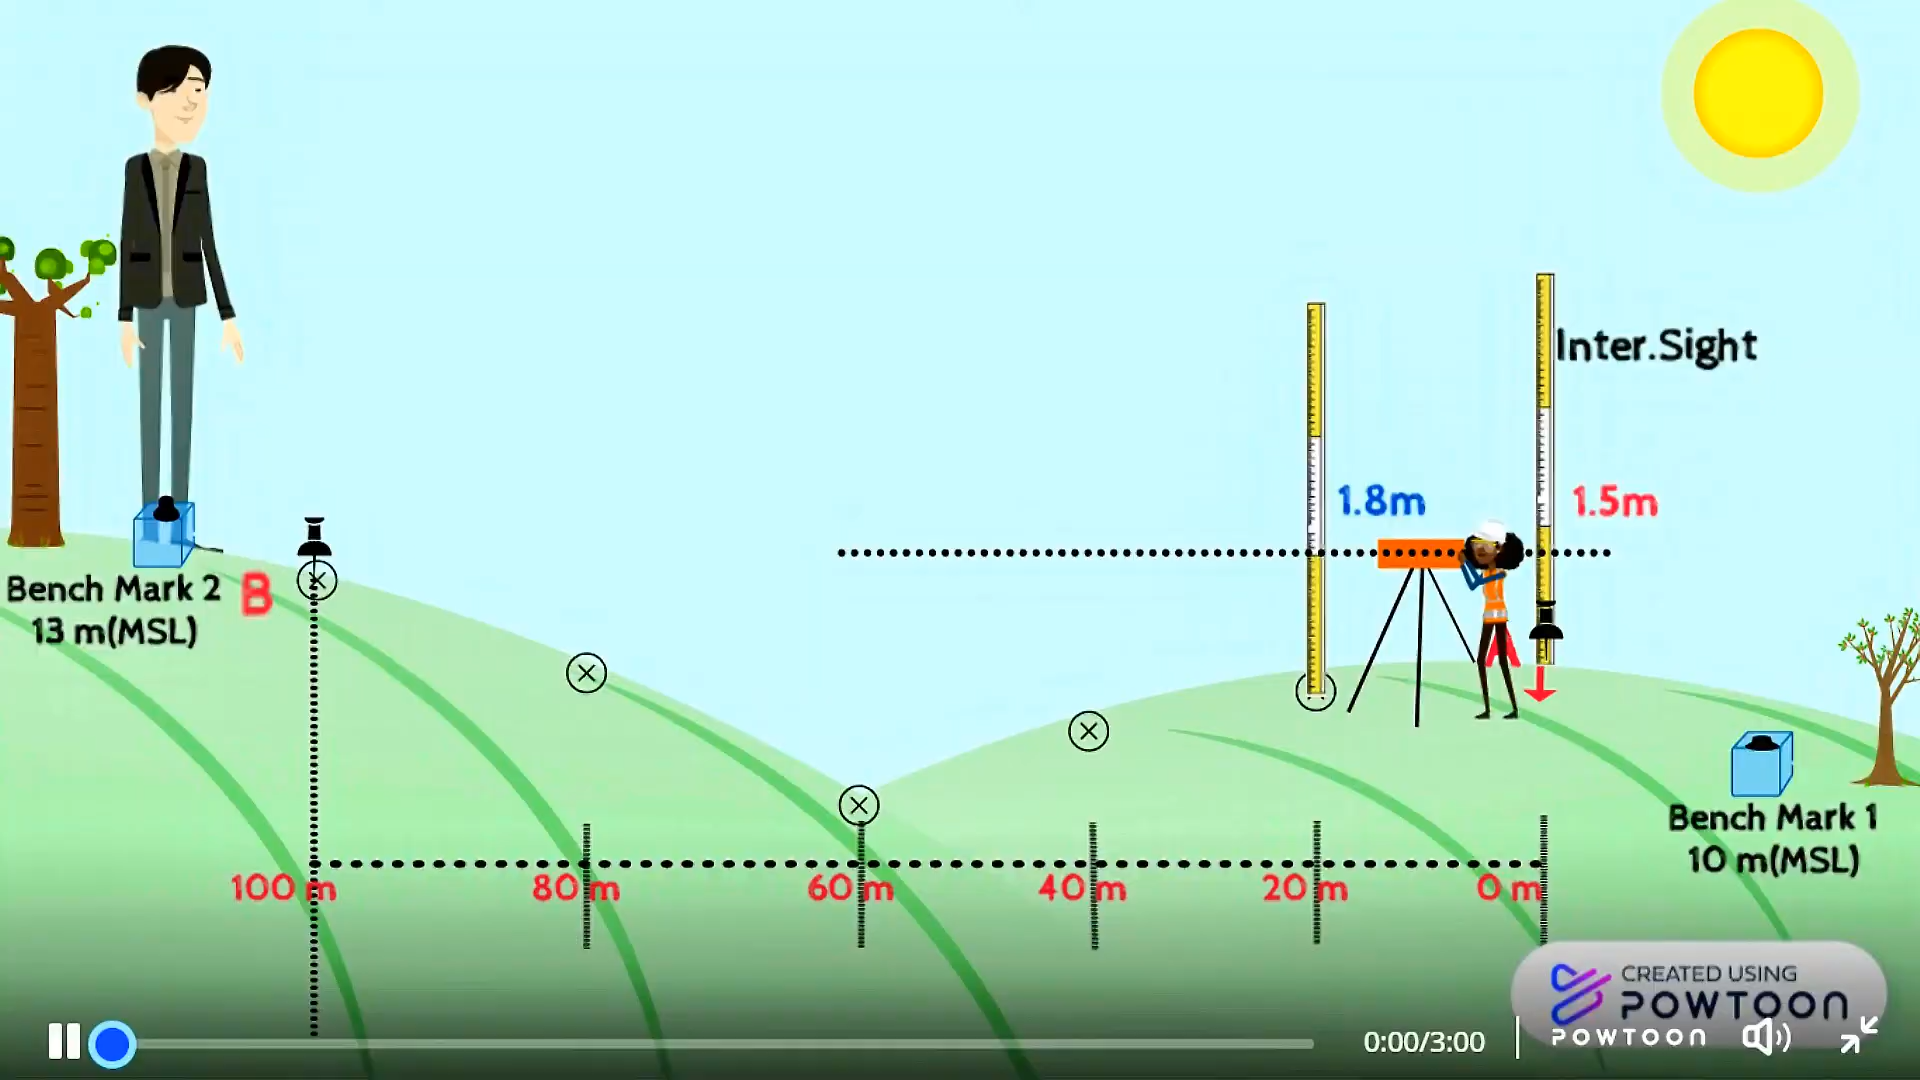 Inter.Sight
1.8m
1.5m
Bench Mark 2
13 m(MSL)
B
A
Bench Mark 1
10 m(MSL)
100 m
80 m
60 m
40 m
20 m
0 m
CREATED USING
POWTOON
0:00/3:00
POWTOON